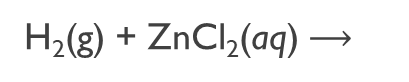 H₂(g) + ZnCl₂(aq) ⟶